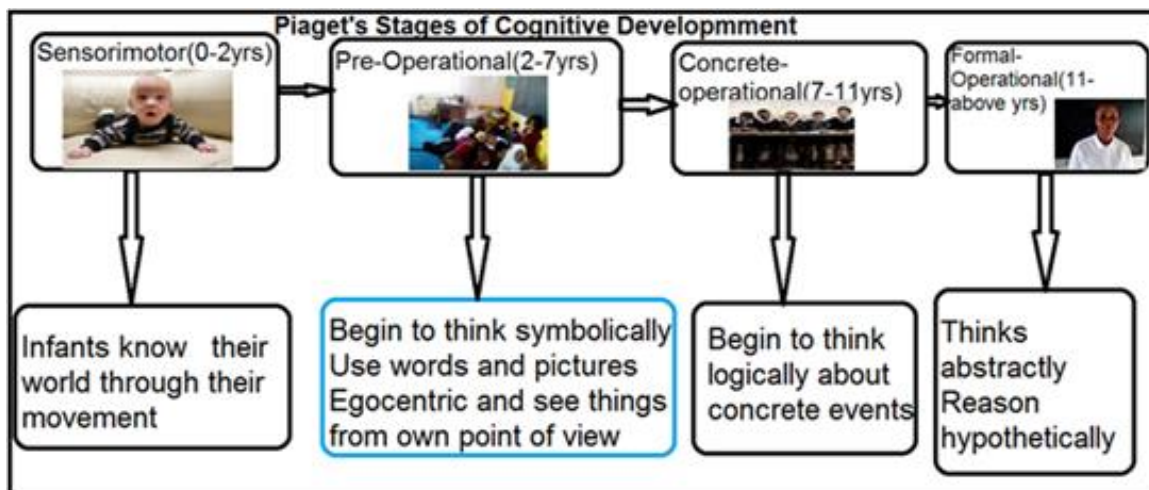 Piaget's Stages of Cognitive Developmment
Sensorimotor(0-2yrs)
Pre-Operational(2-7yrs)
Concrete-
operational(7-11yrs)
Formal-
Operational(11-
above yrs)
Infants know their
world through their
movement
Begin to think symbolically
Use words and pictures
Egocentric and see things
from own point of view
Begin to think
logically about
concrete events
Thinks
abstractly
Reason
hypothetically